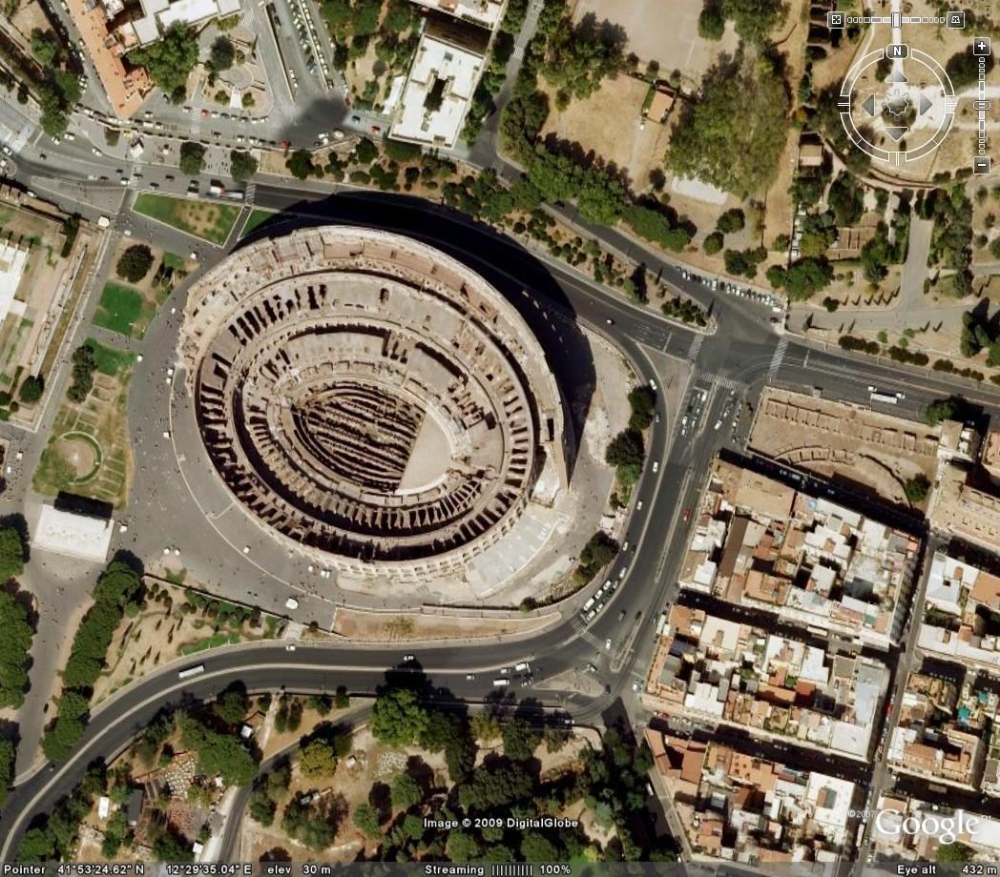 N
Image © 2009 DigitalGlobe
© 2007 Google™
Pointer 41°53'24.62" N 12°29'35.04" E elev 30 m Streaming |||||||||| 100% Eye alt 432 m